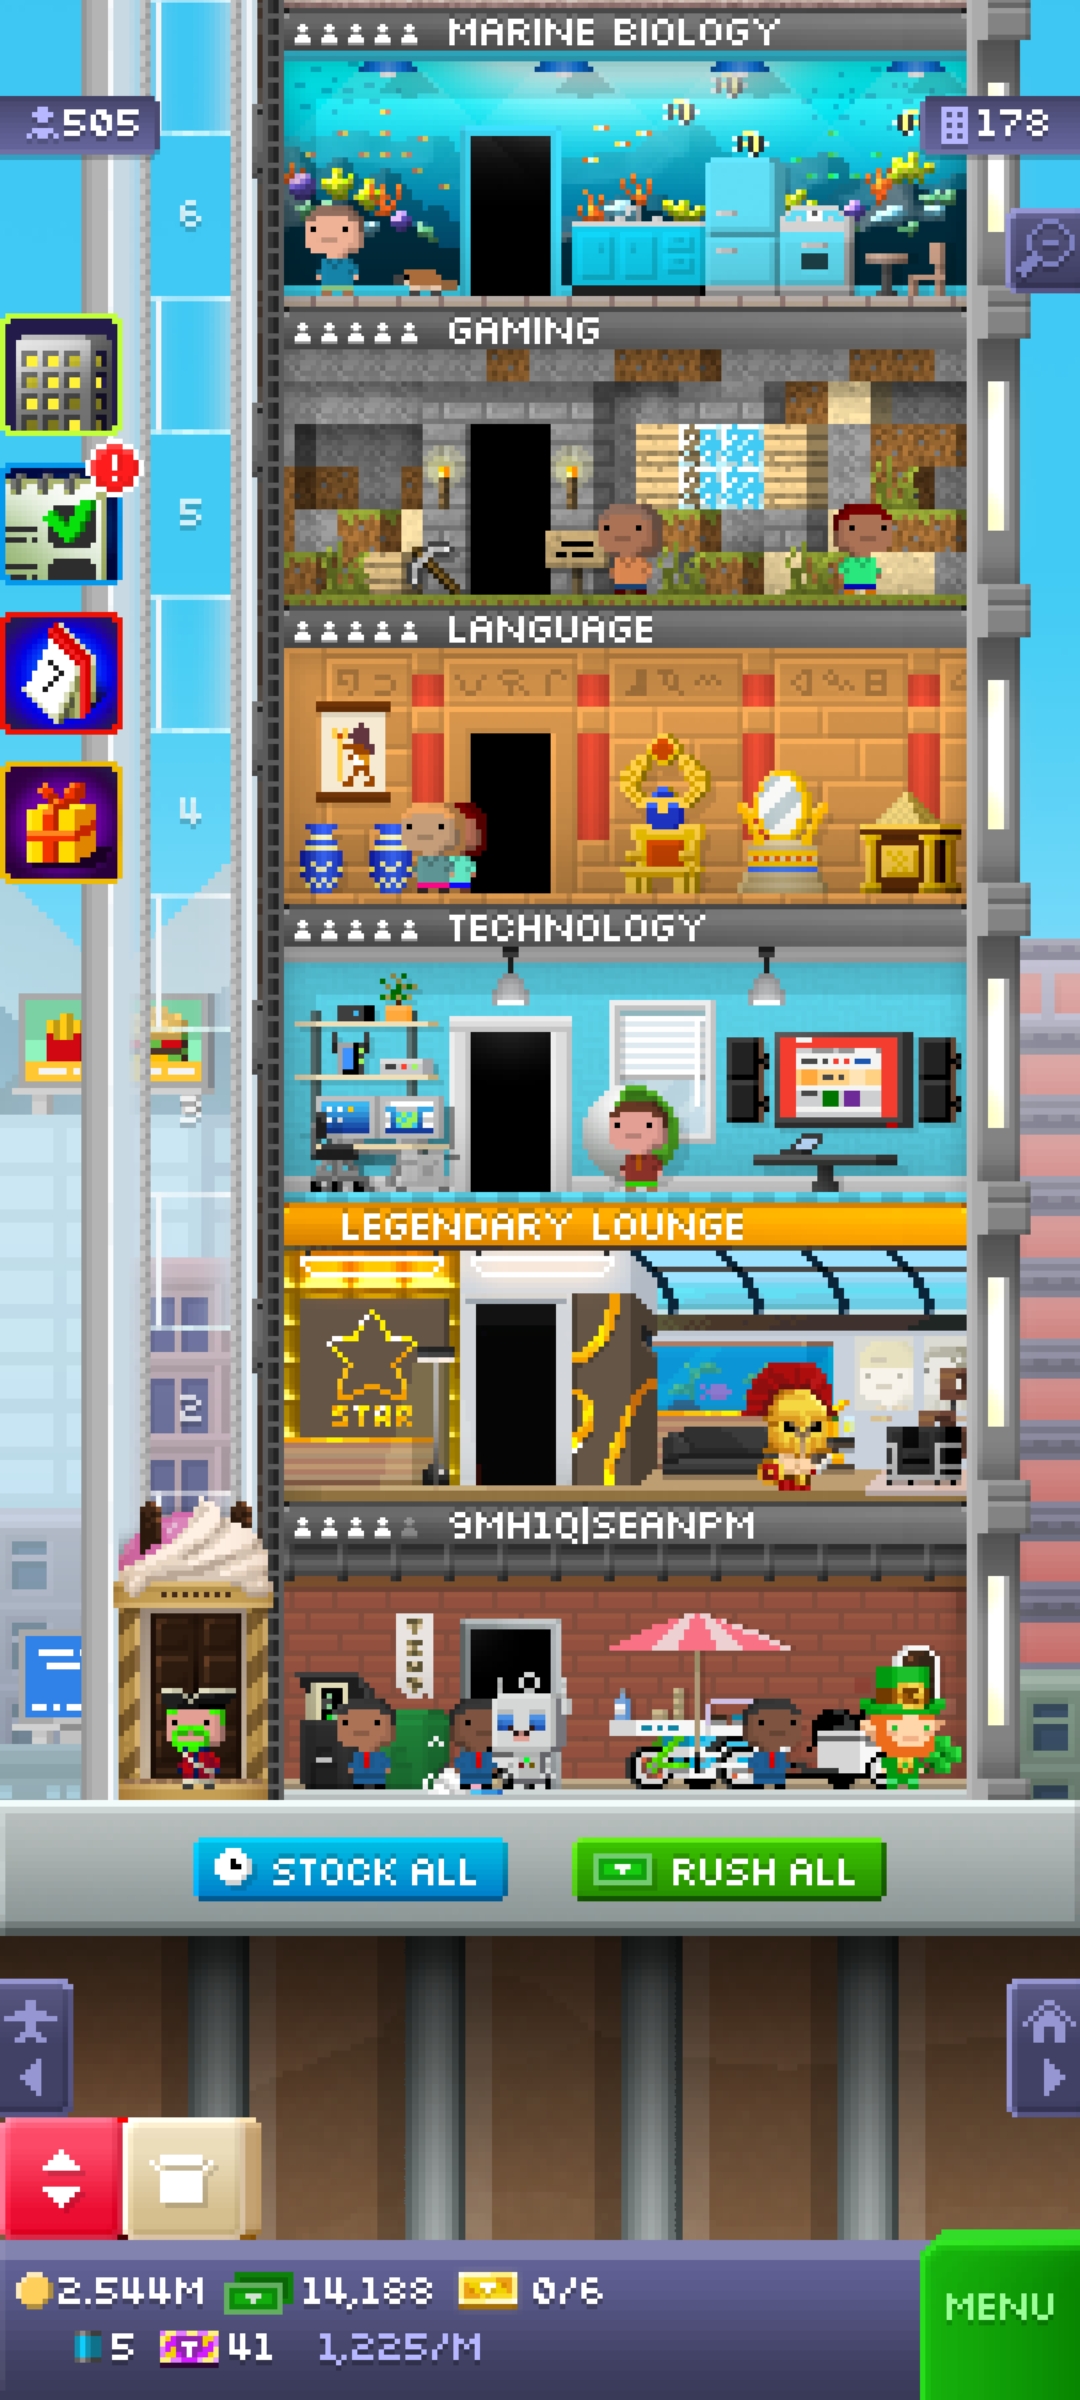 MARINE BIOLOGY
505
178
6
GAMING
5
LANGUAGE
4
TECHNOLOGY
3
LEGENDARY LOUNGE
STAR
2
9MH1Q|SEANPM
STOCK ALL
RUSH ALL
2.544M
14,188
0/6
MENU
5
41
1,225/M